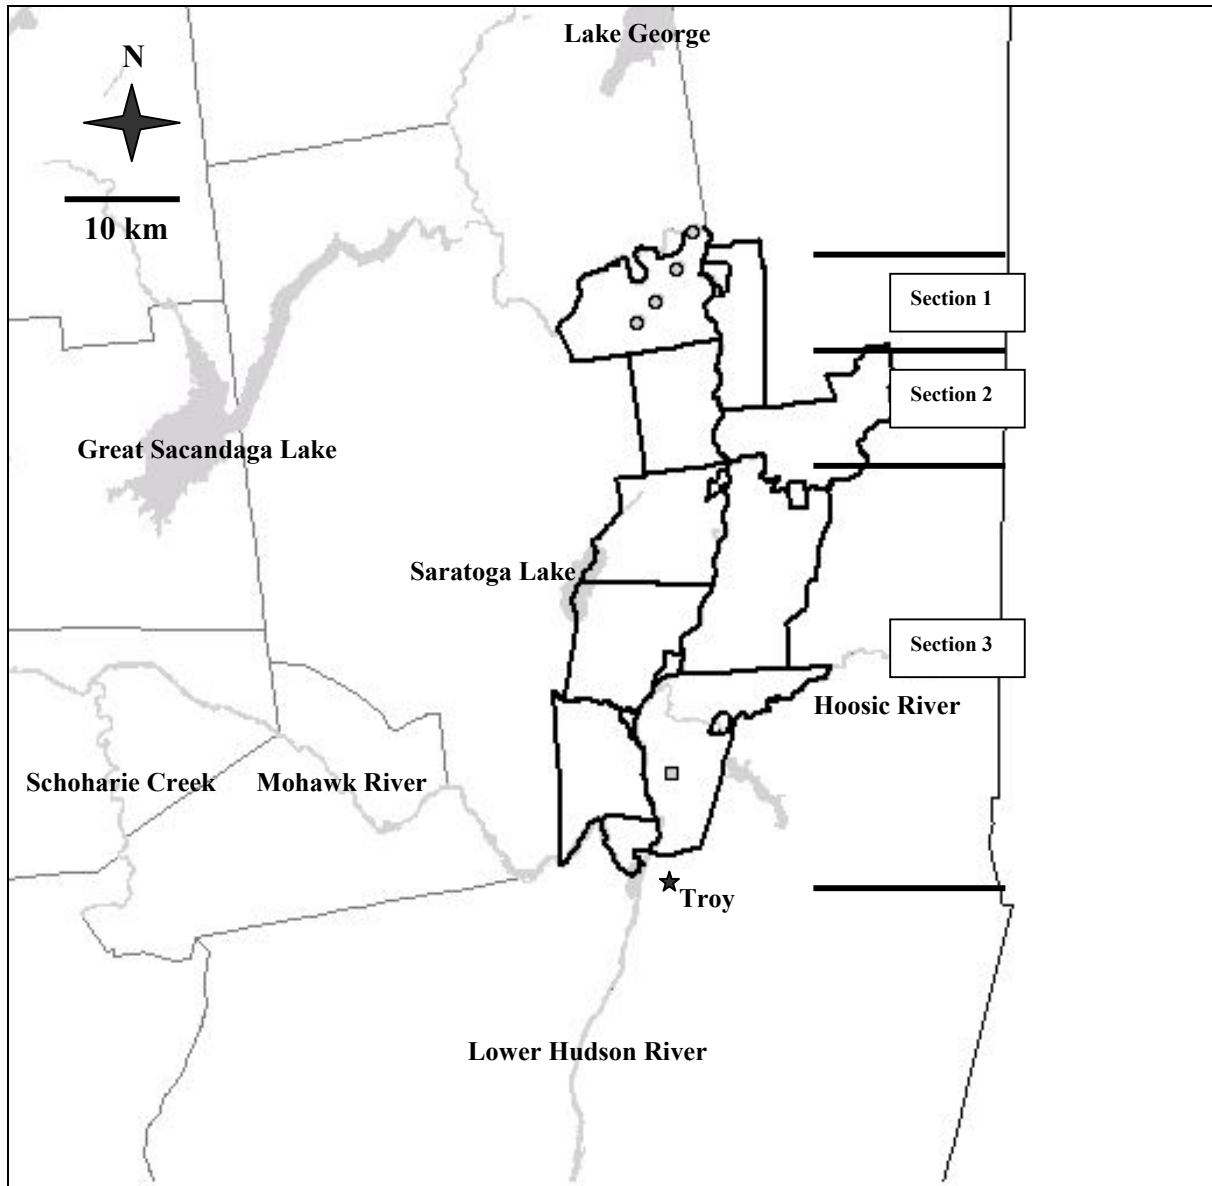 Lake George
N
10 km
Section 1
Section 2
Great Sacandaga Lake
Saratoga Lake
Section 3
Hoosic River
Schoharie Creek
Mohawk River
Troy
Lower Hudson River